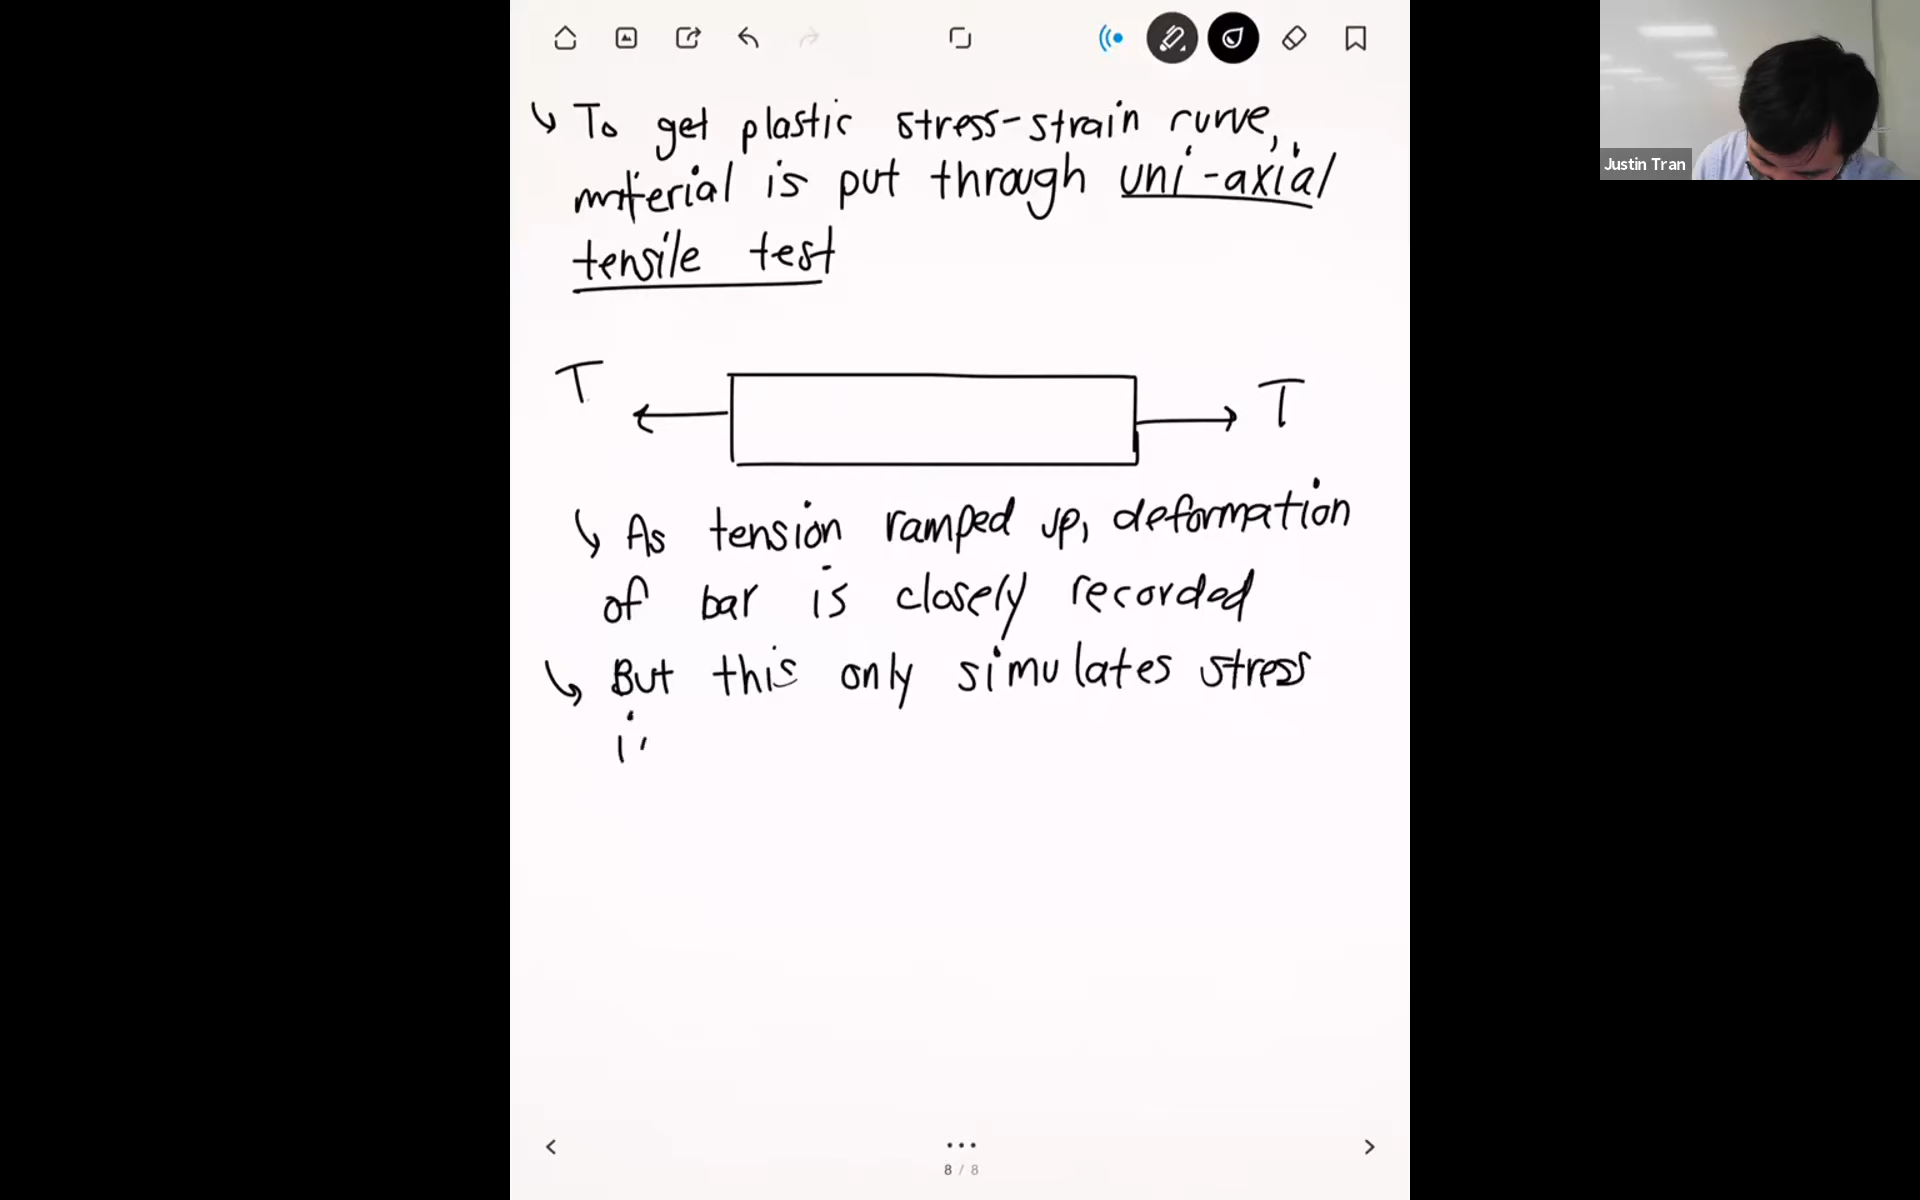 ↳ To get plastic stress-strain curve,
material is put through uni-axial
tensile test
T
T
↳ As tension ramped up, deformation
of bar is closely recorded
↳ But this only simulates stress
Justin Tran
8 / 8